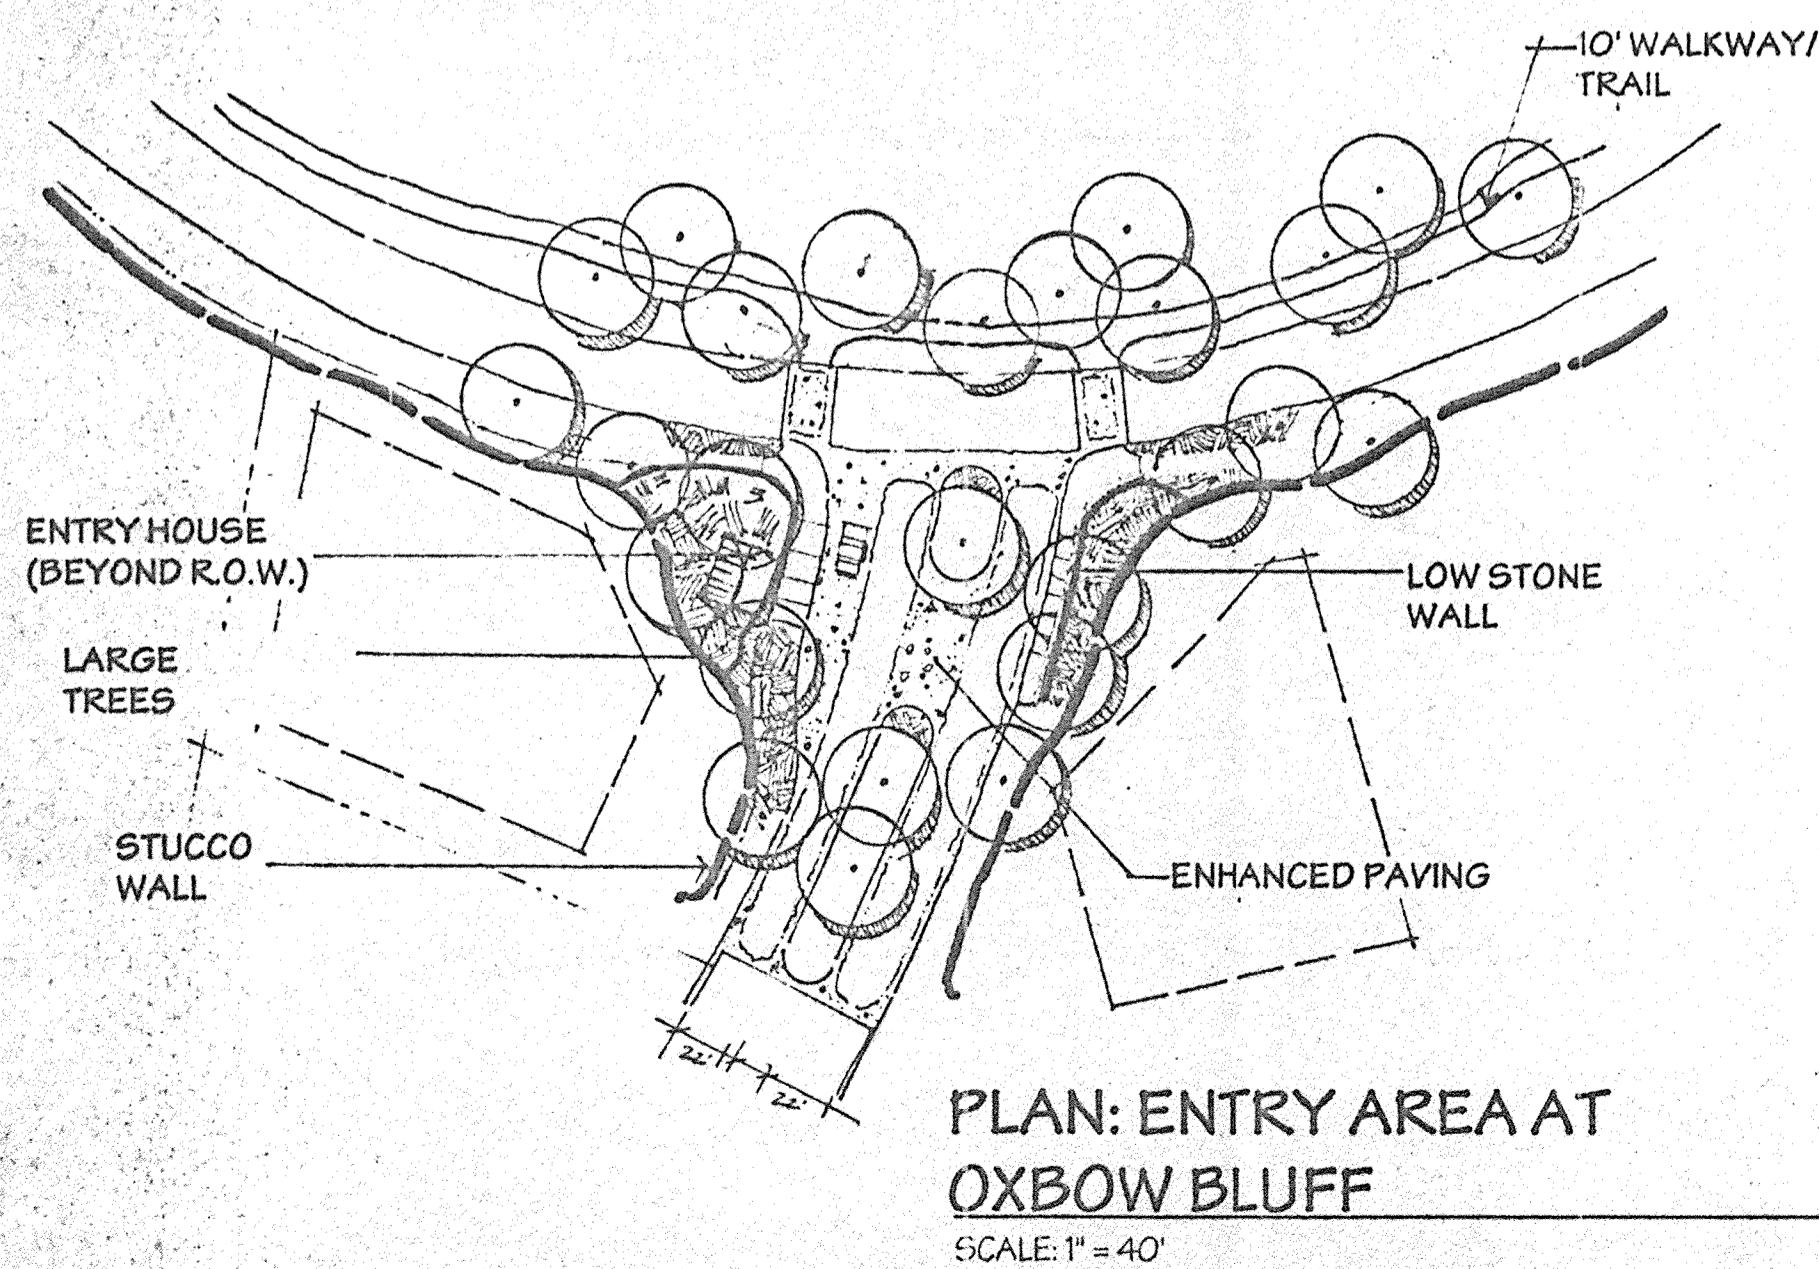 10' WALKWAY/
TRAIL
ENTRY HOUSE
(BEYOND R.O.W.)
LOW STONE
WALL
LARGE
TREES
STUCCO
WALL
ENHANCED PAVING
22'
22'
PLAN: ENTRY AREA AT
OXBOW BLUFF
SCALE: 1" = 40'